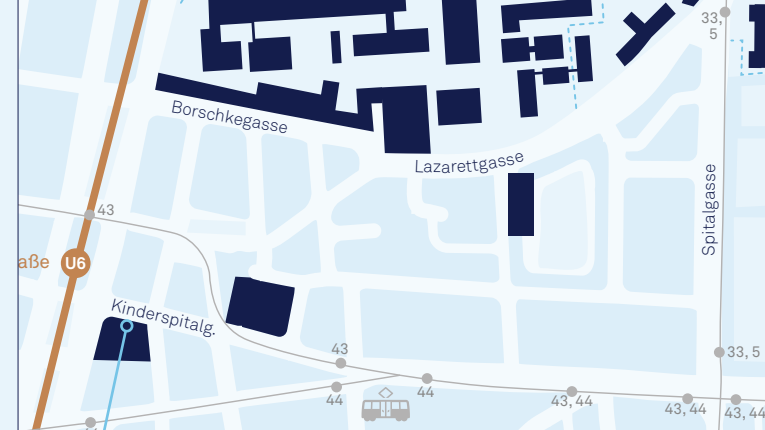 33,
5
Borschkegasse
Lazarettgasse
Spitalgasse
43
aße
U6
Kinderspitalg.
43
33, 5
44
44
43, 44
43, 44
43, 44